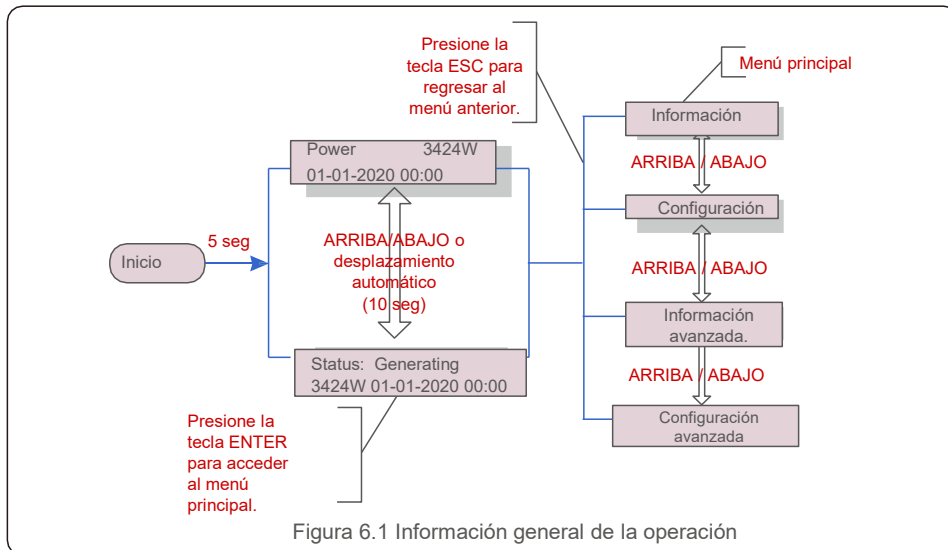 Presione la
tecla ESC para
regresar al
menú anterior.
Menú principal
Información
Power 3424W
01-01-2020 00:00
ARRIBA / ABAJO
Configuración
5 seg
Inicio
ARRIBA/ABAJO o
desplazamiento
automático
(10 seg)
ARRIBA / ABAJO
Información
avanzada.
Status: Generating
3424W 01-01-2020 00:00
ARRIBA / ABAJO
Configuración
avanzada
Presione la
tecla ENTER
para acceder
al menú
principal.
Figura 6.1 Información general de la operación